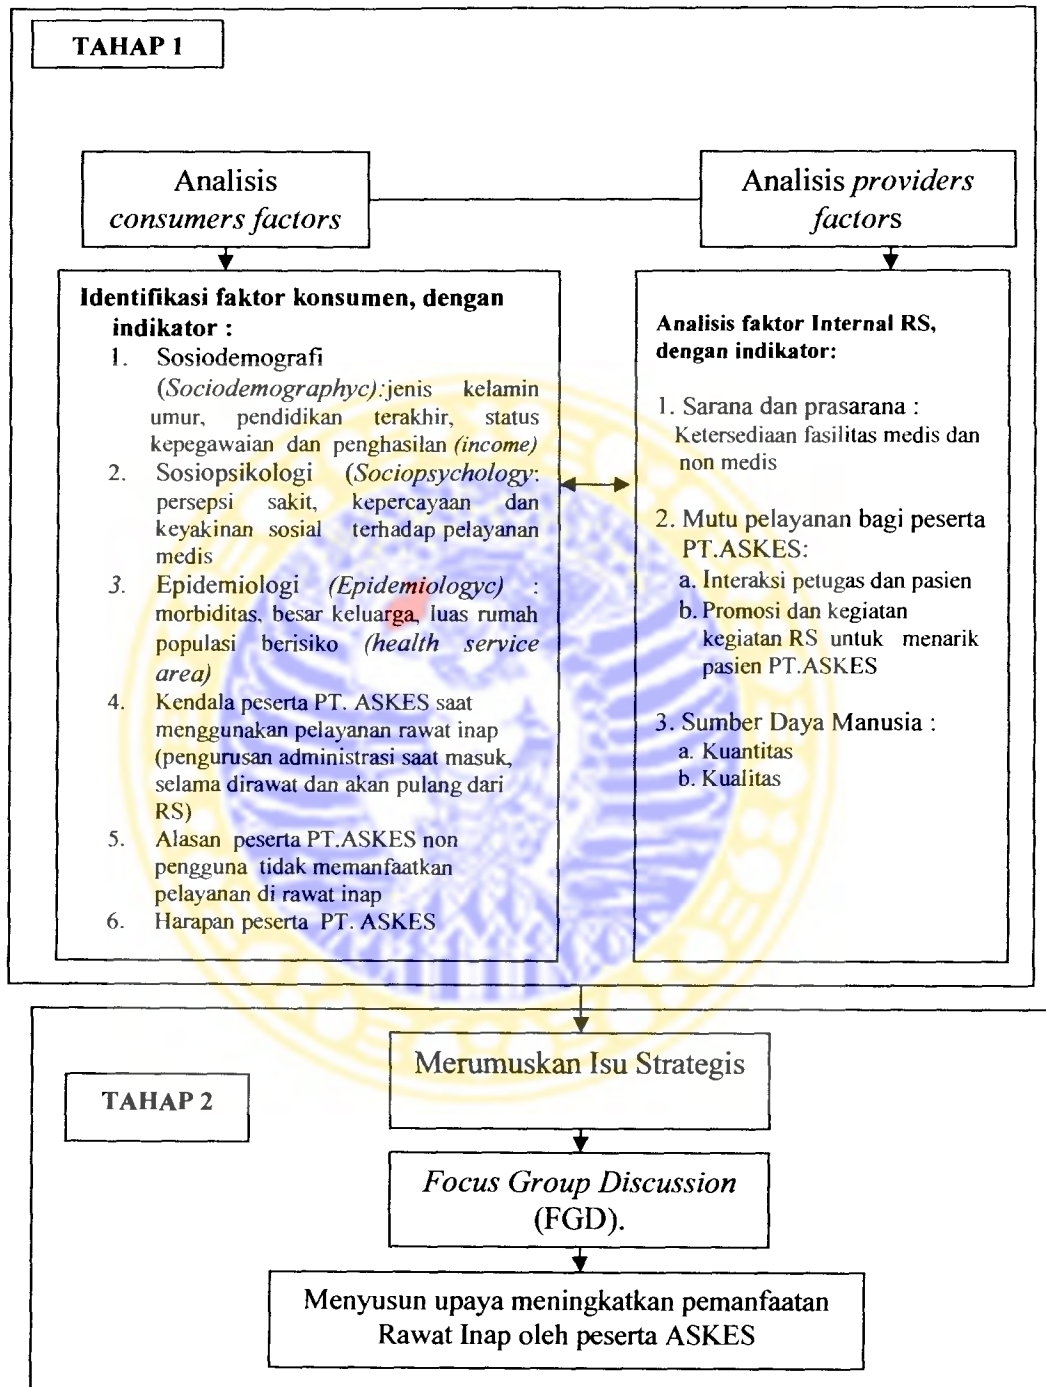 TAHAP 1
Analisis
consumers factors
Analisis providers
factors
Identifikasi faktor konsumen, dengan
indikator :
1. Sosiodemografi
(Sociodemographyc):jenis kelamin
umur, pendidikan terakhir, status
kepegawaian dan penghasilan (income)
2. Sosiopsikologi (Sociopsychology:
persepsi sakit, kepercayaan dan
keyakinan sosial terhadap pelayanan
medis
3. Epidemiologi (Epidemiologyc) :
morbiditas, besar keluarga, luas rumah
populasi berisiko (health service
area)
4. Kendala peserta PT. ASKES saat
menggunakan pelayanan rawat inap
(pengurusan administrasi saat masuk,
selama dirawat dan akan pulang dari
RS)
5. Alasan peserta PT.ASKES non
pengguna tidak memanfaatkan
pelayanan di rawat inap
6. Harapan peserta PT. ASKES
Analisis faktor Internal RS,
dengan indikator:
1. Sarana dan prasarana :
Ketersediaan fasilitas medis dan
non medis
2. Mutu pelayanan bagi peserta
PT.ASKES:
a. Interaksi petugas dan pasien
b. Promosi dan kegiatan
kegiatan RS untuk menarik
pasien PT.ASKES
3. Sumber Daya Manusia :
a. Kuantitas
b. Kualitas
Merumuskan Isu Strategis
TAHAP 2
Focus Group Discussion
(FGD).
Menyusun upaya meningkatkan pemanfaatan
Rawat Inap oleh peserta ASKES